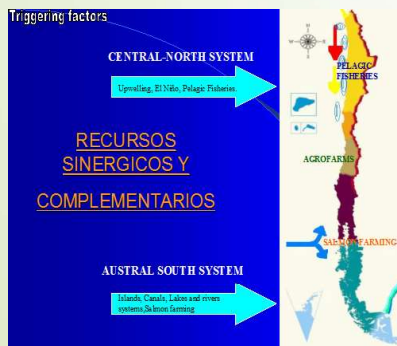 Triggering factors
CENTRAL-NORTH SYSTEM
Upwelling, El Niño, Pelagic Fisheries.
RECURSOS
SINERGICOS Y
COMPLEMENTARIOS
AUSTRAL SOUTH SYSTEM
Islands, Canals, Lakes and rivers
systems,Salmon farming
PELAGIC
FISHERIES
AGROFARMS
SALMON FARMING